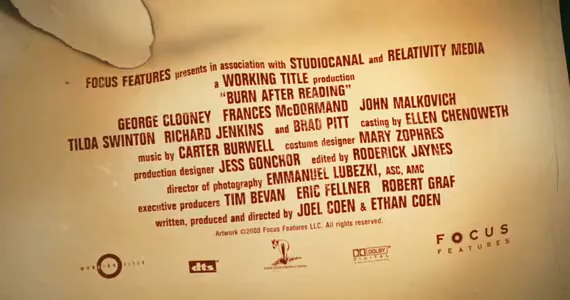 FOCUS FEATURES presents in association with STUDIOCANAL and RELATIVITY MEDIA
a WORKING TITLE production
"BURN AFTER READING"
GEORGE CLOONEY FRANCES McDORMAND JOHN MALKOVICH
TILDA SWINTON RICHARD JENKINS and BRAD PITT casting by ELLEN CHENOWETH
music by CARTER BURWELL costume designer MARY ZOPHRES
production designer JESS GONCHOR edited by RODERICK JAYNES
director of photography EMMANUEL LUBEZKI, ASC, AMC
executive producers TIM BEVAN ERIC FELLNER ROBERT GRAF
written, produced and directed by JOEL COEN & ETHAN COEN
Artwork ©2008 Focus Features LLC. All rights reserved.
WORKING TITLE
dts
DOLBY
DIGITAL
FOCUS
FEATURES